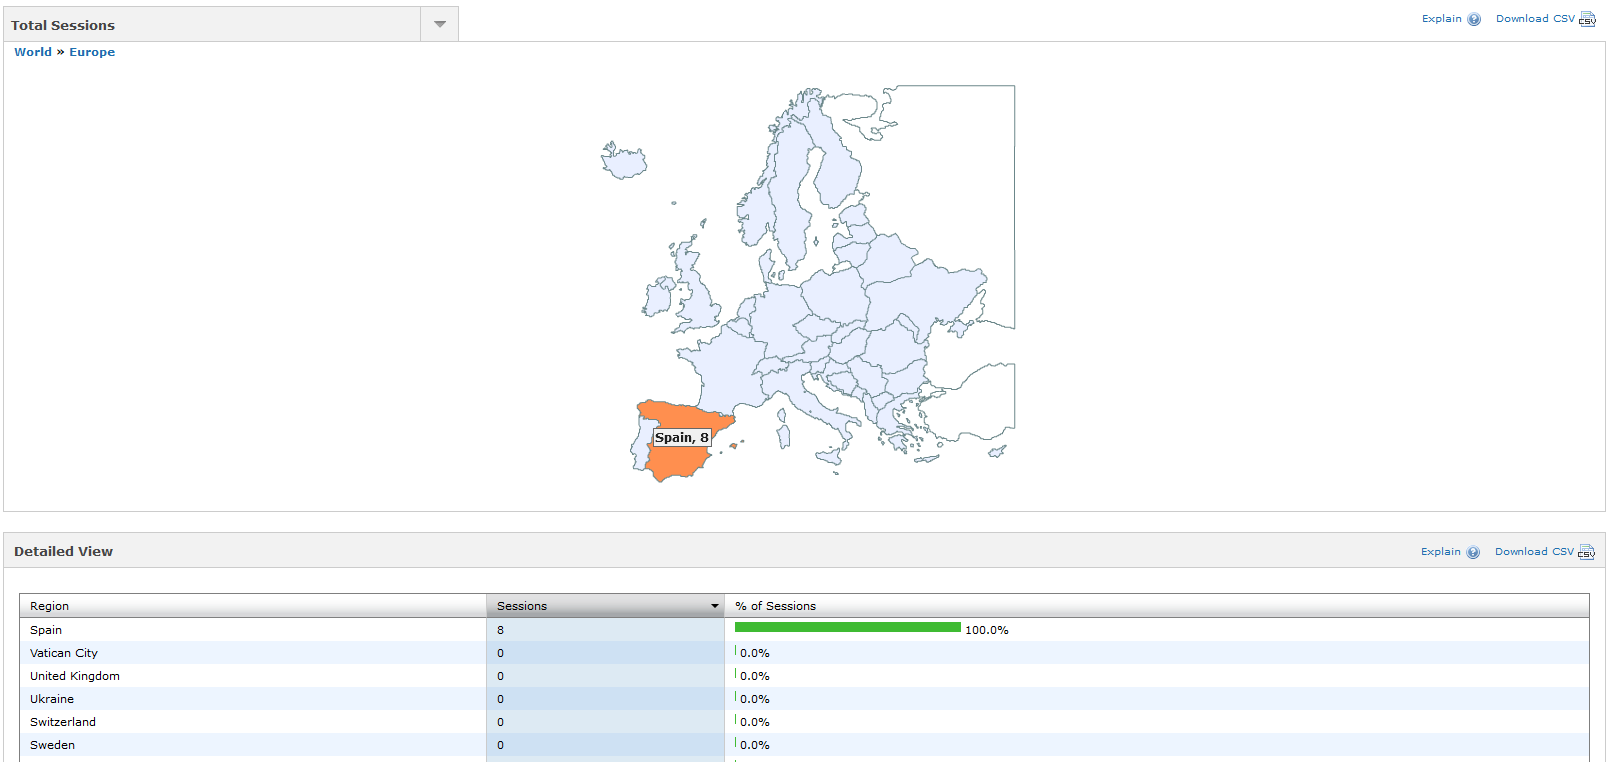 Total Sessions
Explain Download CSV
World » Europe
Spain, 8
Detailed View
Explain Download CSV
Region Sessions % of Sessions
Spain 8 100.0%
Vatican City 0 0.0%
United Kingdom 0 0.0%
Ukraine 0 0.0%
Switzerland 0 0.0%
Sweden 0 0.0%